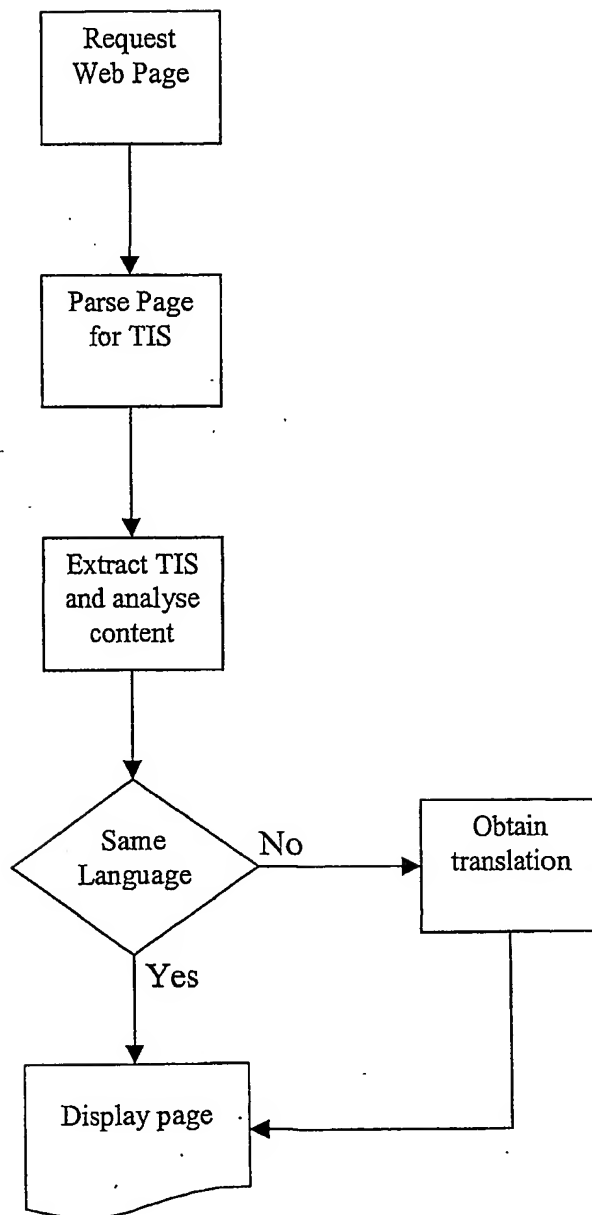 Request
Web Page
Parse Page
for TIS
Extract TIS
and analyse
content
Same
Language
No
Obtain
translation
Yes
Display page